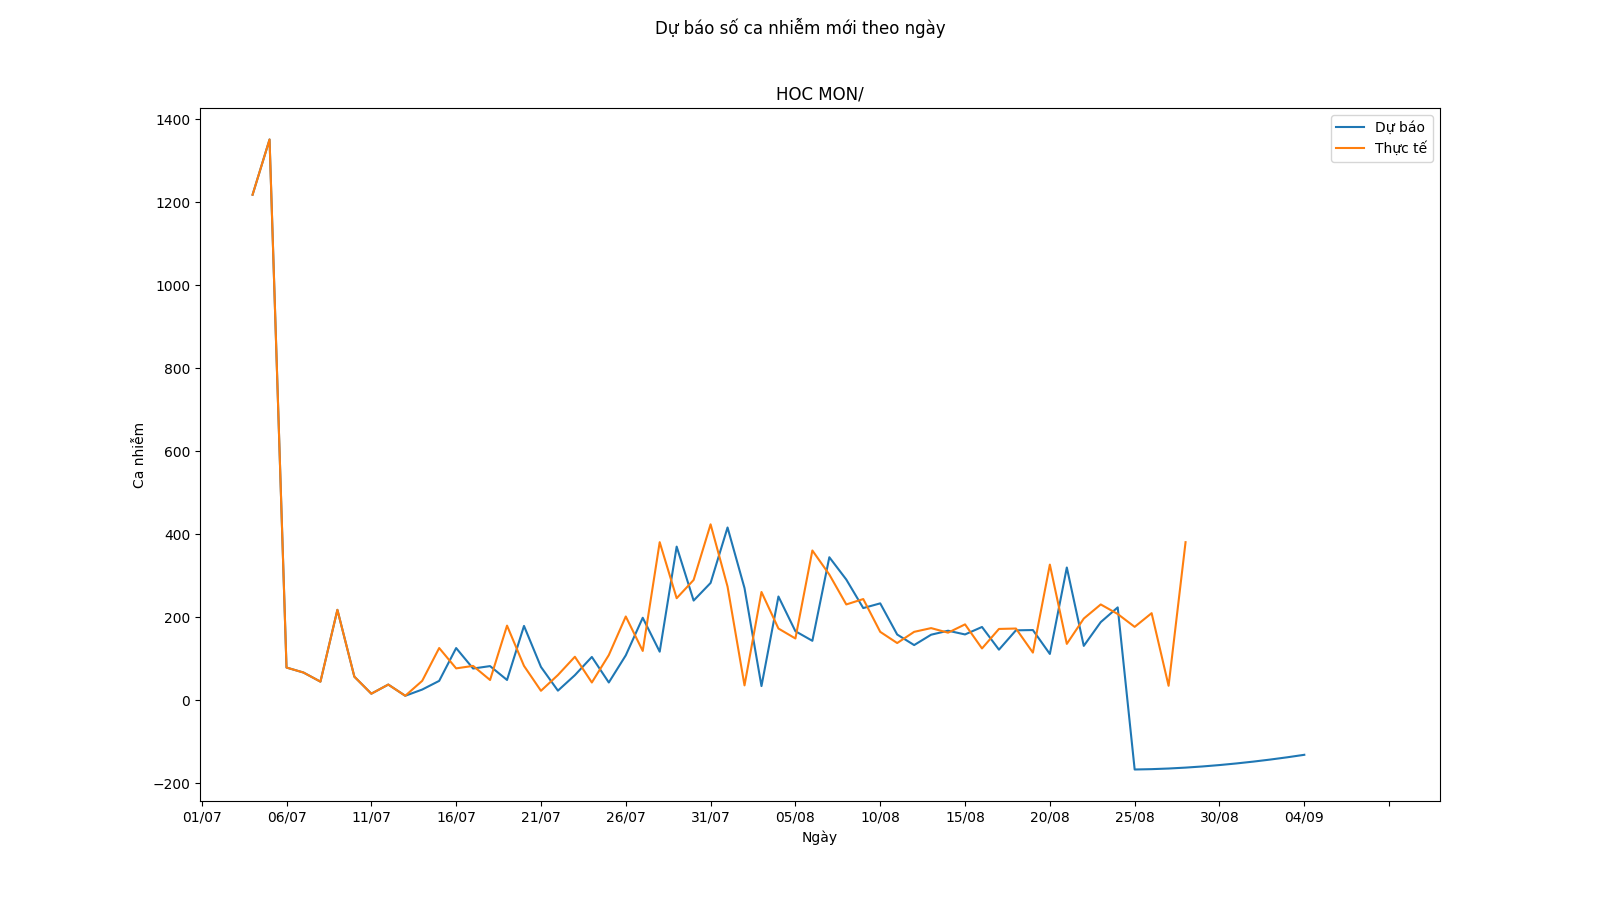 Dự báo số ca nhiễm mới theo ngày
HOC MON/
Dự báo
Thực tế
1400
1200
1000
800
600
400
200
0
−200
Ca nhiễm
01/07 06/07 11/07 16/07 21/07 26/07 31/07 05/08 10/08 15/08 20/08 25/08 30/08 04/09
Ngày